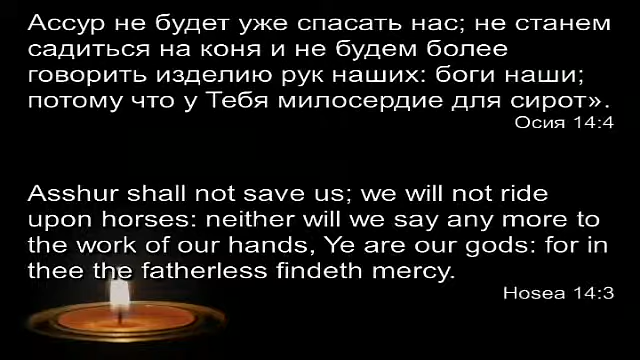 Ассур не будет уже спасать нас; не станем
садиться на коня и не будем более
говорить изделию рук наших: боги наши;
потому что у Тебя милосердие для сирот».
Осия 14:4
Asshur shall not save us; we will not ride
upon horses: neither will we say any more to
the work of our hands, Ye are our gods: for in
thee the fatherless findeth mercy.
Hosea 14:3